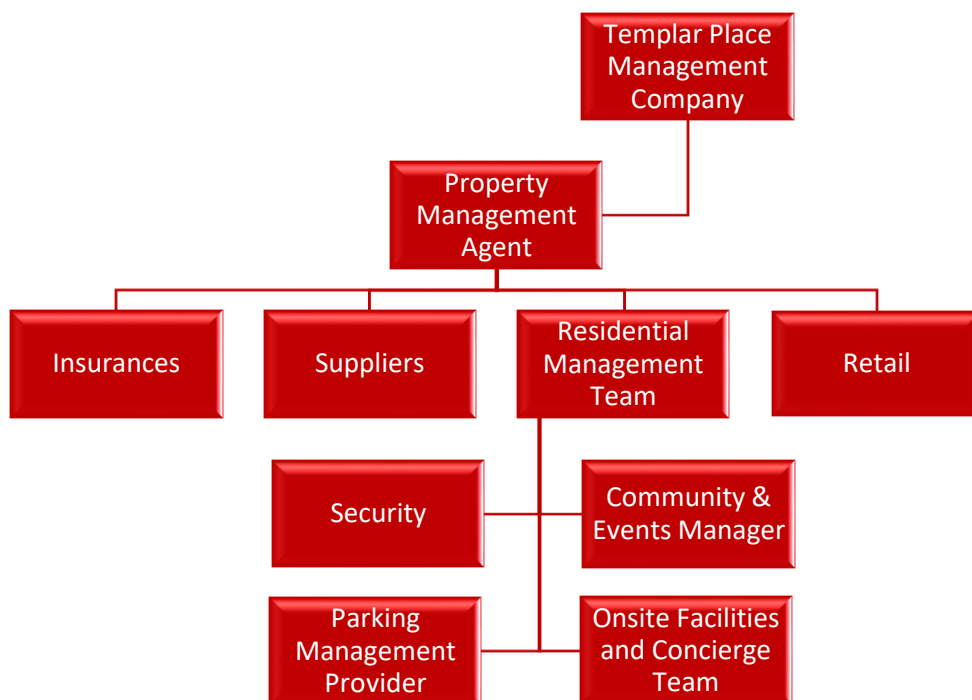 Templar Place
Management
Company
Property
Management
Agent
Insurances
Suppliers
Residential
Management
Team
Retail
Security
Community &
Events Manager
Parking
Management
Provider
Onsite Facilities
and Concierge
Team